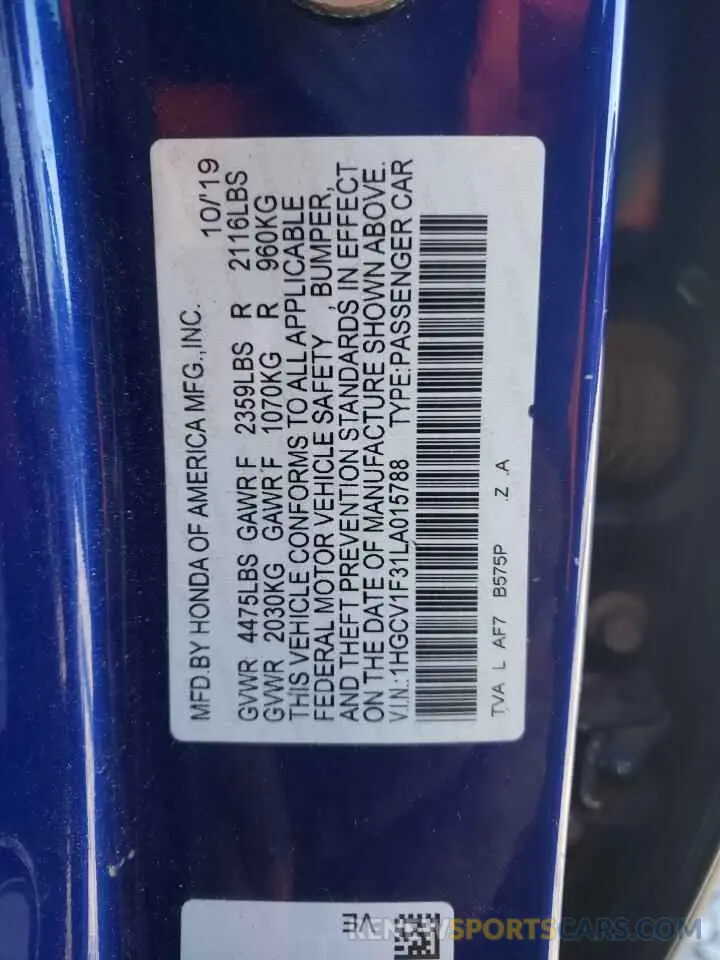 MFD.BY HONDA OF AMERICA MFG.,INC. 10/'19
GVWR 4475LBS GAWR F 2359LBS R 2116LBS
GVWR 2030KG GAWR F 1070KG R 960KG
THIS VEHICLE CONFORMS TO ALL APPLICABLE
FEDERAL MOTOR VEHICLE SAFETY , BUMPER,
AND THEFT PREVENTION STANDARDS IN EFFECT
ON THE DATE OF MANUFACTURE SHOWN ABOVE.
V.I.N.:1HGCV1F31LA015788 TYPE:PASSENGER CAR
TVA L AF7 B575P .Z .A
VE
RENEWSPORTSCARS.COM